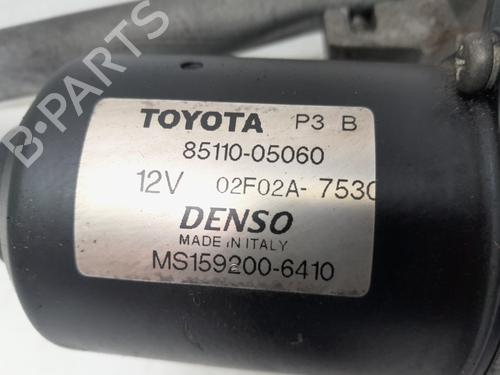 B-PARTS
TOYOTA P3 B
85110-05060
12V 02F02A-7530
DENSO
MADE IN ITALY
MS159200-6410